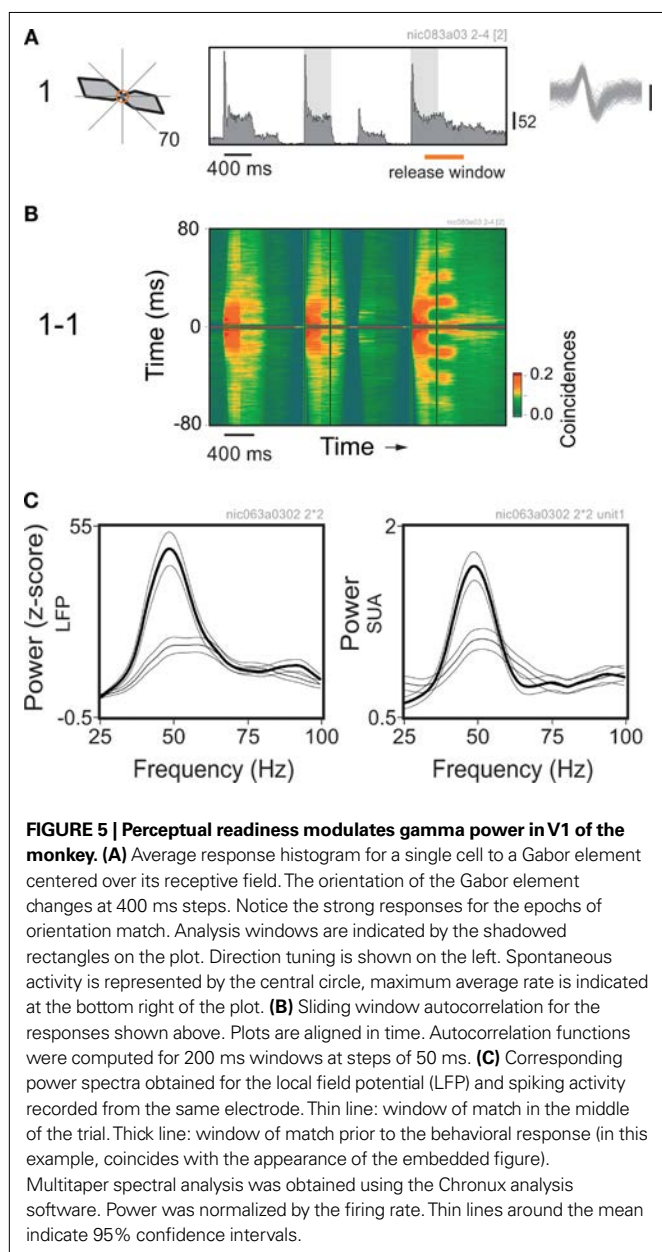 A
nic083a03 2-4 [2]
1
70
52
400 ms
release window
B
nic083a03 2-4 [2]
80
Time (ms)
1-1
0
0.2
0.0
Coincidences
-80
400 ms
Time →
C
nic063a0302 2*2
nic063a0302 2*2 unit1
55
2
Power (z-score)
LFP
Power
SUA
-0.5
0.5
25
50
75
100
25
50
75
100
Frequency (Hz)
Frequency (Hz)
FIGURE 5 | Perceptual readiness modulates gamma power in V1 of the
monkey. (A) Average response histogram for a single cell to a Gabor element
centered over its receptive field. The orientation of the Gabor element
changes at 400 ms steps. Notice the strong responses for the epochs of
orientation match. Analysis windows are indicated by the shadowed
rectangles on the plot. Direction tuning is shown on the left. Spontaneous
activity is represented by the central circle, maximum average rate is indicated
at the bottom right of the plot. (B) Sliding window autocorrelation for the
responses shown above. Plots are aligned in time. Autocorrelation functions
were computed for 200 ms windows at steps of 50 ms. (C) Corresponding
power spectra obtained for the local field potential (LFP) and spiking activity
recorded from the same electrode. Thin line: window of match in the middle
of the trial. Thick line: window of match prior to the behavioral response (in this
example, coincides with the appearance of the embedded figure).
Multitaper spectral analysis was obtained using the Chronux analysis
software. Power was normalized by the firing rate. Thin lines around the mean
indicate 95% confidence intervals.